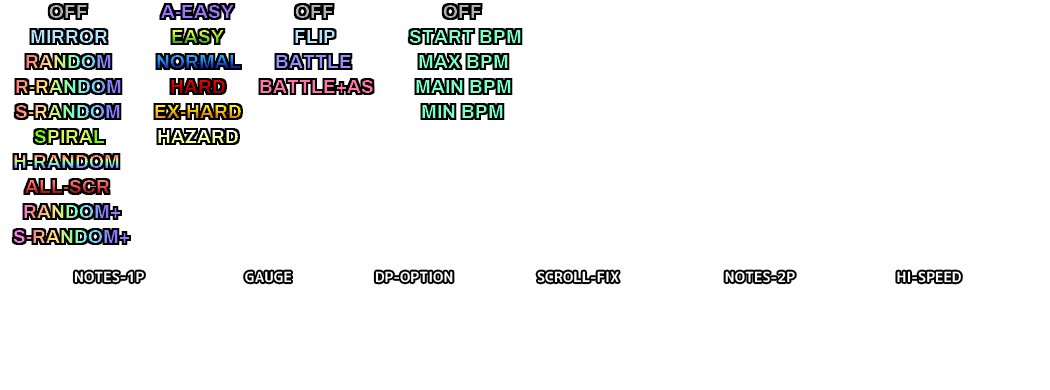 OFF A-EASY OFF OFF
MIRROR EASY FLIP START BPM
RANDOM NORMAL BATTLE MAX BPM
R-RANDOM HARD BATTLE+AS MAIN BPM
S-RANDOM EX-HARD MIN BPM
SPIRAL HAZARD
H-RANDOM
ALL-SCR
RANDOM+
S-RANDOM+
NOTES-1P GAUGE DP-OPTION SCROLL-FIX NOTES-2P HI-SPEED